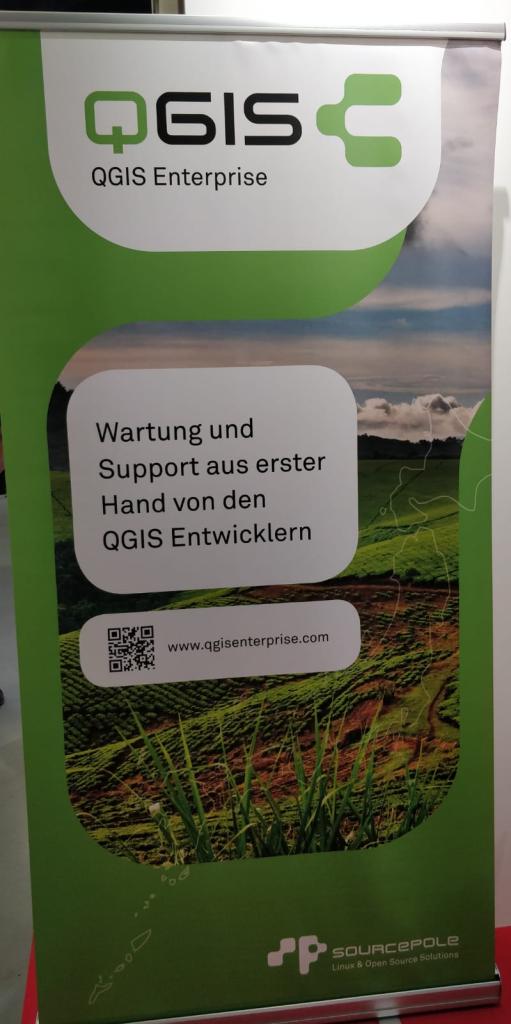 QGIS
QGIS Enterprise
Wartung und
Support aus erster
Hand von den
QGIS Entwicklern
www.qgisenterprise.com
SOURCEPOLE
Linux & Open Source Solutions